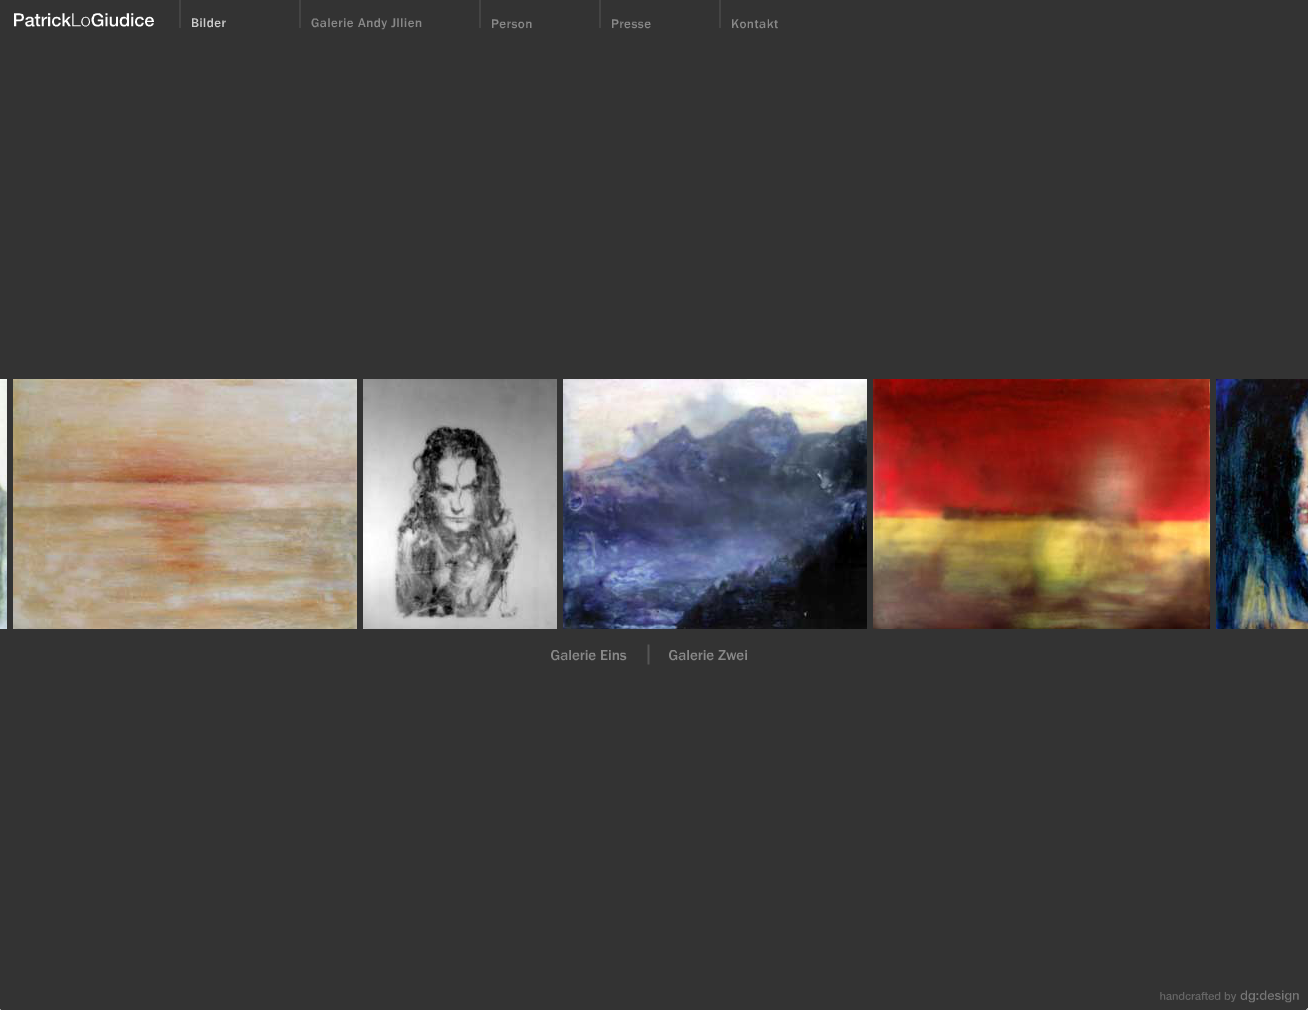 PatrickLoGiudice
Bilder
Galerie Andy Jllien
Person
Presse
Kontakt
Galerie Eins
Galerie Zwei
handcrafted by dg:design